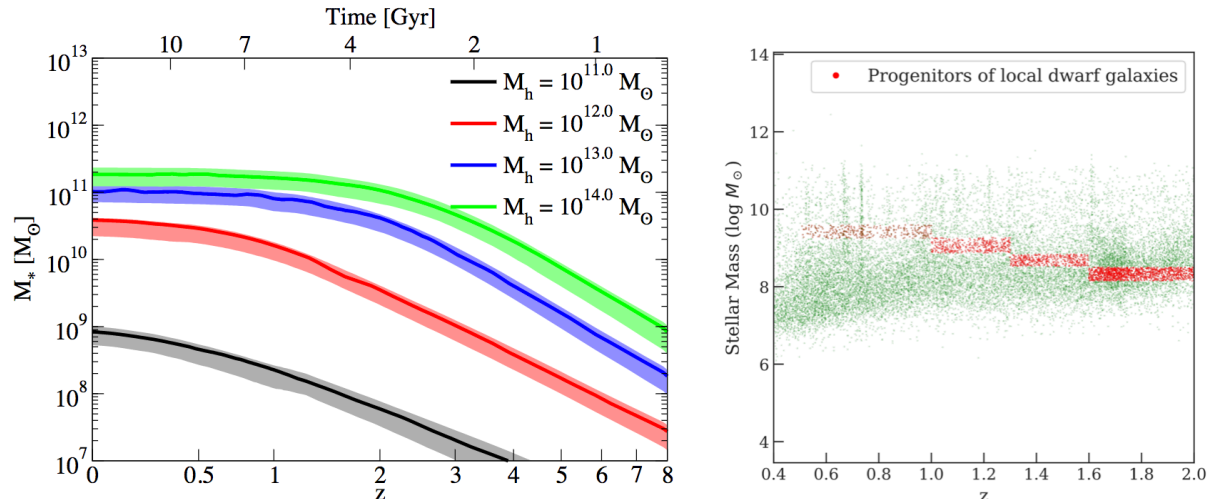 Time [Gyr]
10 7 4 2 1
10^13
10^12
10^11
10^10
10^9
10^8
10^7
M_* [M_⊙]
M_h = 10^11.0 M_⊙
M_h = 10^12.0 M_⊙
M_h = 10^13.0 M_⊙
M_h = 10^14.0 M_⊙
0 0.5 1 2 3 4 5 6 7 8
z
Progenitors of local dwarf galaxies
14
12
10
8
6
4
Stellar Mass (log M_⊙)
0.4 0.6 0.8 1.0 1.2 1.4 1.6 1.8 2.0
z